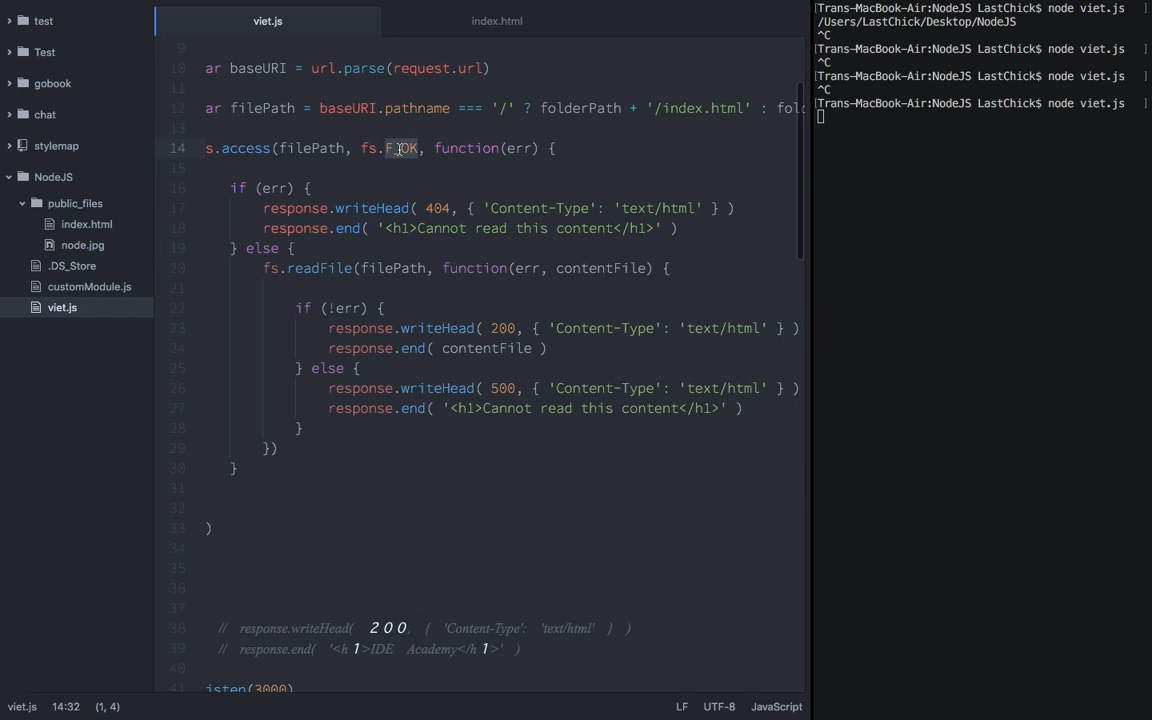 test
Test
gobook
chat
stylemap
NodeJS
public_files
index.html
node.jpg
.DS_Store
customModule.js
viet.js
viet.js
index.html
9
10 ar baseURI = url.parse(request.url)
11
12 ar filePath = baseURI.pathname === '/' ? folderPath + '/index.html' : fold
13
14 s.access(filePath, fs.F_OK, function(err) {
15
16 if (err) {
17 response.writeHead( 404, { 'Content-Type': 'text/html' } )
18 response.end( '<h1>Cannot read this content</h1>' )
19 } else {
20 fs.readFile(filePath, function(err, contentFile) {
21
22 if (!err) {
23 response.writeHead( 200, { 'Content-Type': 'text/html' } )
24 response.end( contentFile )
25 } else {
26 response.writeHead( 500, { 'Content-Type': 'text/html' } )
27 response.end( '<h1>Cannot read this content</h1>' )
28 }
29 })
30 }
31
32
33 )
34
35
36
37
38 // response.writeHead( 200, { 'Content-Type': 'text/html' } )
39 // response.end( '<h1>IDE Academy</h1>' )
40
41 isten(3000)
viet.js 14:32 (1, 4) LF UTF-8 JavaScript
[Trans-MacBook-Air:NodeJS LastChick$ node viet.js ]
/Users/LastChick/Desktop/NodeJS
^C
[Trans-MacBook-Air:NodeJS LastChick$ node viet.js ]
^C
[Trans-MacBook-Air:NodeJS LastChick$ node viet.js ]
^C
[Trans-MacBook-Air:NodeJS LastChick$ node viet.js ]